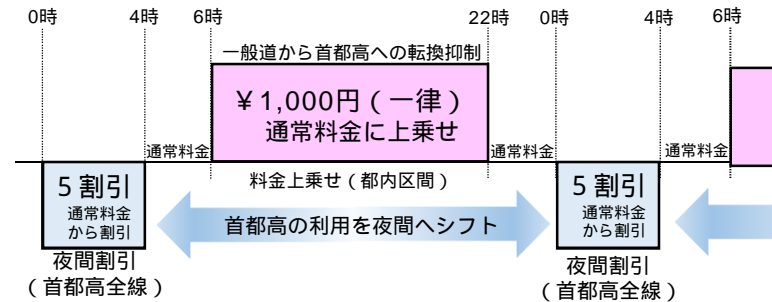 0時 4時 6時 22時 0時 4時 6時
一般道から首都高への転換抑制
¥1,000円(一律)
通常料金に上乗せ
通常料金
通常料金
通常料金
料金上乗せ(都内区間)
5割引
通常料金
から割引
首都高の利用を夜間へシフト
5割引
通常料金
から割引
夜間割引
(首都高全線)
夜間割引
(首都高全線)